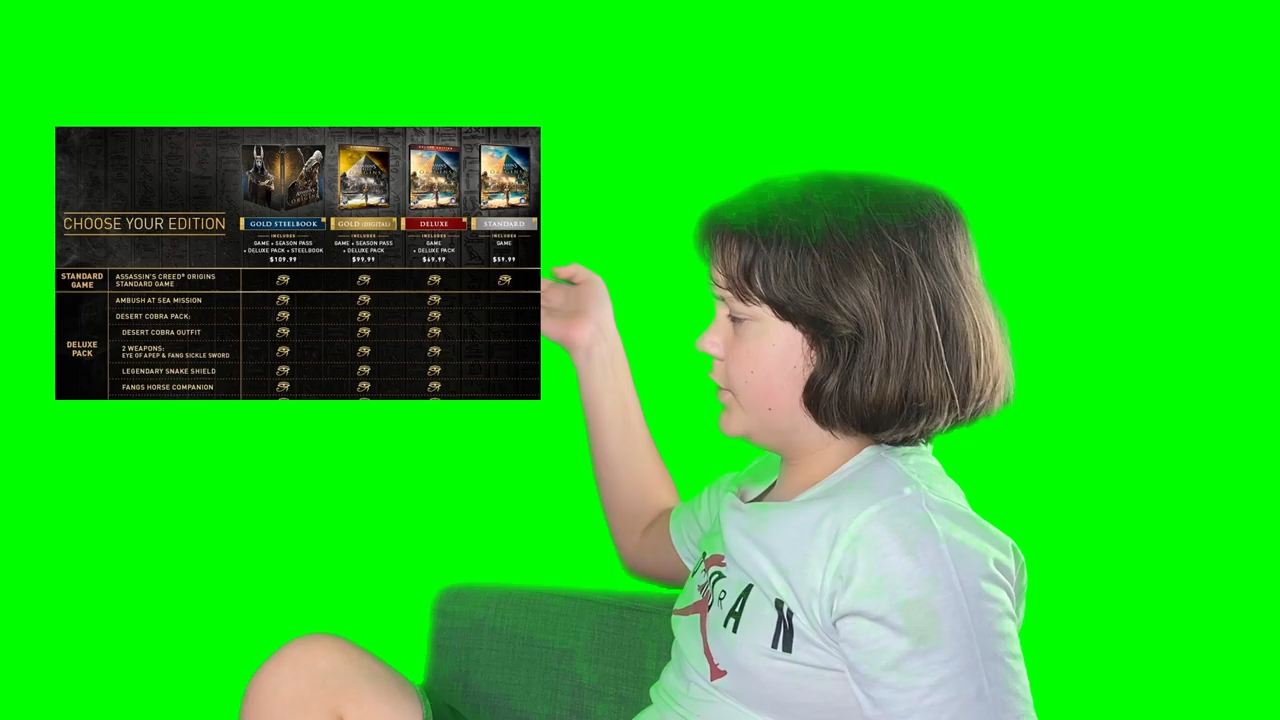 CHOOSE YOUR EDITION
GOLD STEELBOOK
INCLUDES
GAME + SEASON PASS
+ DELUXE PACK + STEELBOOK
$109.99
GOLD (DIGITAL)
INCLUDES
GAME + SEASON PASS
+ DELUXE PACK
$99.99
DELUXE
INCLUDES
GAME
+ DELUXE PACK
$69.99
STANDARD
INCLUDES
GAME
$59.99
STANDARD
GAME
ASSASSIN'S CREED® ORIGINS
STANDARD GAME
DELUXE
PACK
AMBUSH AT SEA MISSION
DESERT COBRA PACK:
DESERT COBRA OUTFIT
2 WEAPONS:
EYE OF APEP & FANG SICKLE SWORD
LEGENDARY SNAKE SHIELD
FANGS HORSE COMPANION